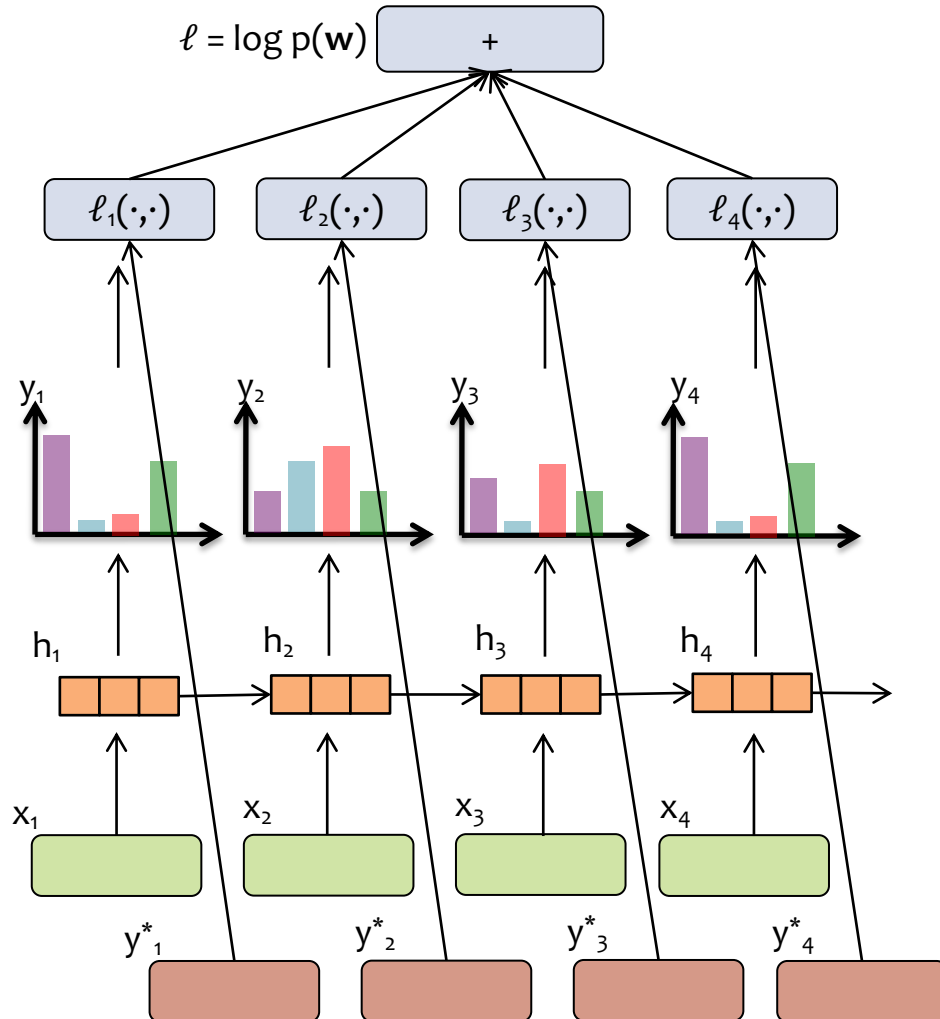 ℓ = log p(w) +
ℓ₁(·,·) ℓ₂(·,·) ℓ₃(·,·) ℓ₄(·,·)
y₁ y₂ y₃ y₄
h₁ h₂ h₃ h₄
x₁ x₂ x₃ x₄
y*₁ y*₂ y*₃ y*₄